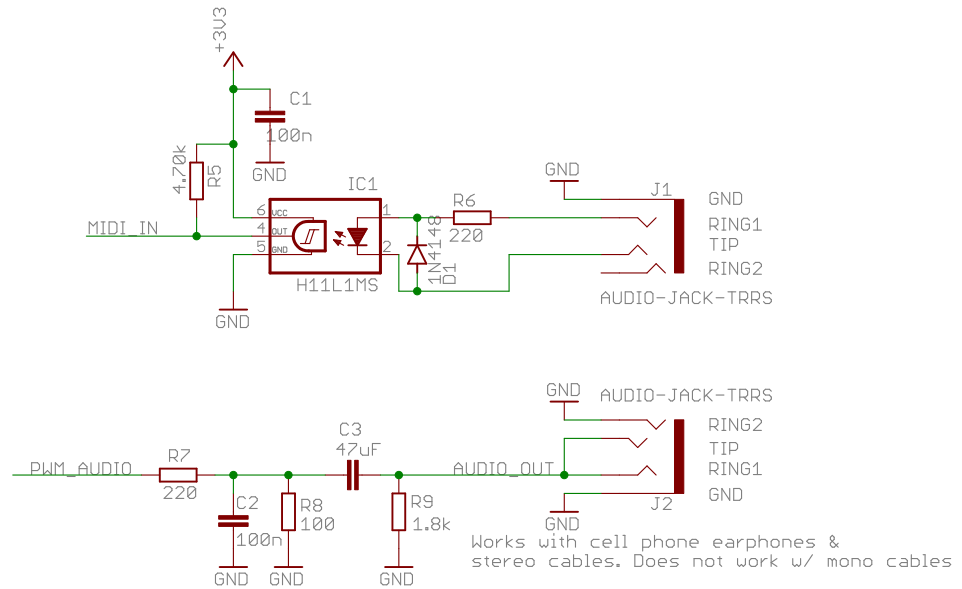 +3V3
C1
100n
GND
4.70k
R5
IC1
MIDI_IN
6
VCC
4
OUT
5
GND
1
2
H11L1MS
GND
R6
220
1N4148
D1
GND
J1
GND
RING1
TIP
RING2
AUDIO-JACK-TRRS
GND
AUDIO-JACK-TRRS
RING2
TIP
RING1
GND
J2
GND
PWM_AUDIO
R7
220
C2
100n
GND
R8
100
GND
C3
47uF
R9
1.8k
GND
AUDIO_OUT
Works with cell phone earphones &
stereo cables. Does not work w/ mono cables